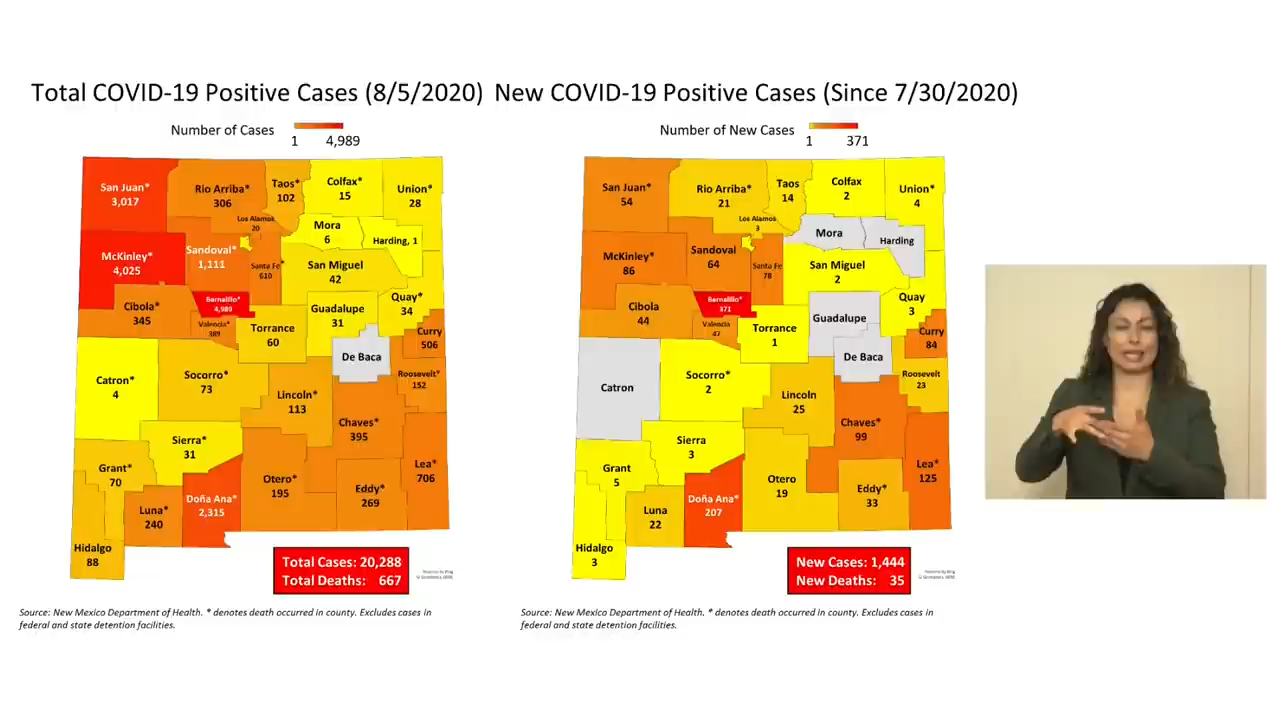 Total COVID-19 Positive Cases (8/5/2020)
Number of Cases
1 4,989
San Juan*
3,017
Rio Arriba*
306
Taos*
102
Colfax*
15
Union*
28
Los Alamos
20
Mora
6
Harding, 1
McKinley*
4,025
Sandoval*
1,111
Santa Fe*
610
San Miguel
42
Cibola*
345
Bernalillo*
4,989
Valencia*
389
Torrance
60
Guadalupe
31
Quay*
34
Curry
506
De Baca
Roosevelt*
152
Catron*
4
Socorro*
73
Lincoln*
113
Chaves*
395
Sierra*
31
Grant*
70
Luna*
240
Doña Ana*
2,315
Otero*
195
Eddy*
269
Lea*
706
Hidalgo
88
Total Cases: 20,288
Total Deaths: 667
Powered by Bing
© GeoNames, HERE
Source: New Mexico Department of Health. * denotes death occurred in county. Excludes cases in
federal and state detention facilities.
New COVID-19 Positive Cases (Since 7/30/2020)
Number of New Cases
1 371
San Juan*
54
Rio Arriba*
21
Taos
14
Colfax
2
Union*
4
Los Alamos
3
Mora
Harding
McKinley*
86
Sandoval
64
Santa Fe
78
San Miguel
2
Cibola
44
Bernalillo*
371
Valencia
47
Torrance
1
Guadalupe
Quay
3
Curry
84
De Baca
Roosevelt
23
Catron
Socorro*
2
Lincoln
25
Chaves*
99
Sierra
3
Grant
5
Luna
22
Doña Ana*
207
Otero
19
Eddy*
33
Lea*
125
Hidalgo
3
New Cases: 1,444
New Deaths: 35
Powered by Bing
© GeoNames, HERE
Source: New Mexico Department of Health. * denotes death occurred in county. Excludes cases in
federal and state detention facilities.